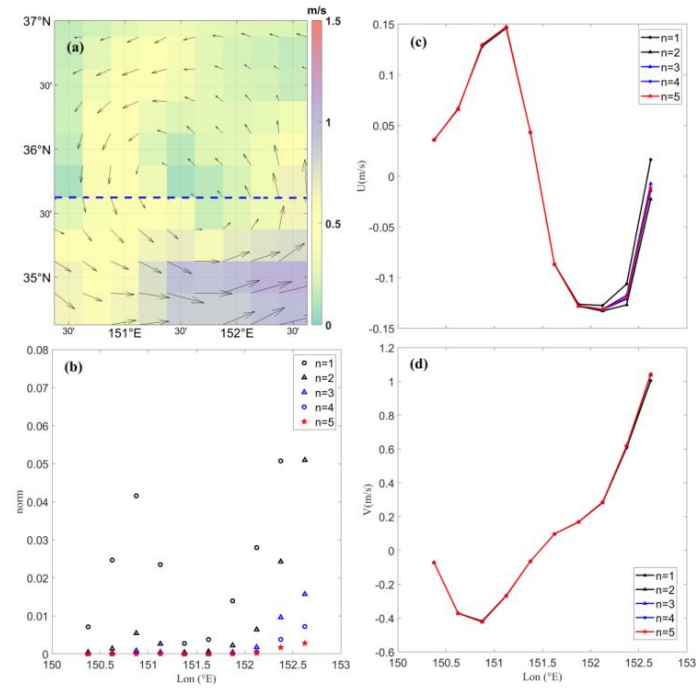 m/s
(a)
37°N
30'
36°N
30'
35°N
30'
151°E
30'
152°E
30'
1.5
1
0.5
0
(c)
n=1
n=2
n=3
n=4
n=5
U(m/s)
0.15
0.1
0.05
0
-0.05
-0.1
-0.15
150
150.5
151
151.5
152
152.5
153
(b)
n=1
n=2
n=3
n=4
n=5
norm
0.08
0.07
0.06
0.05
0.04
0.03
0.02
0.01
0
150
150.5
151
151.5
152
152.5
153
Lon (°E)
(d)
n=1
n=2
n=3
n=4
n=5
V(m/s)
1.4
1.2
1
0.8
0.6
0.4
0.2
0
-0.2
-0.4
-0.6
150
150.5
151
151.5
152
152.5
153
Lon (°E)